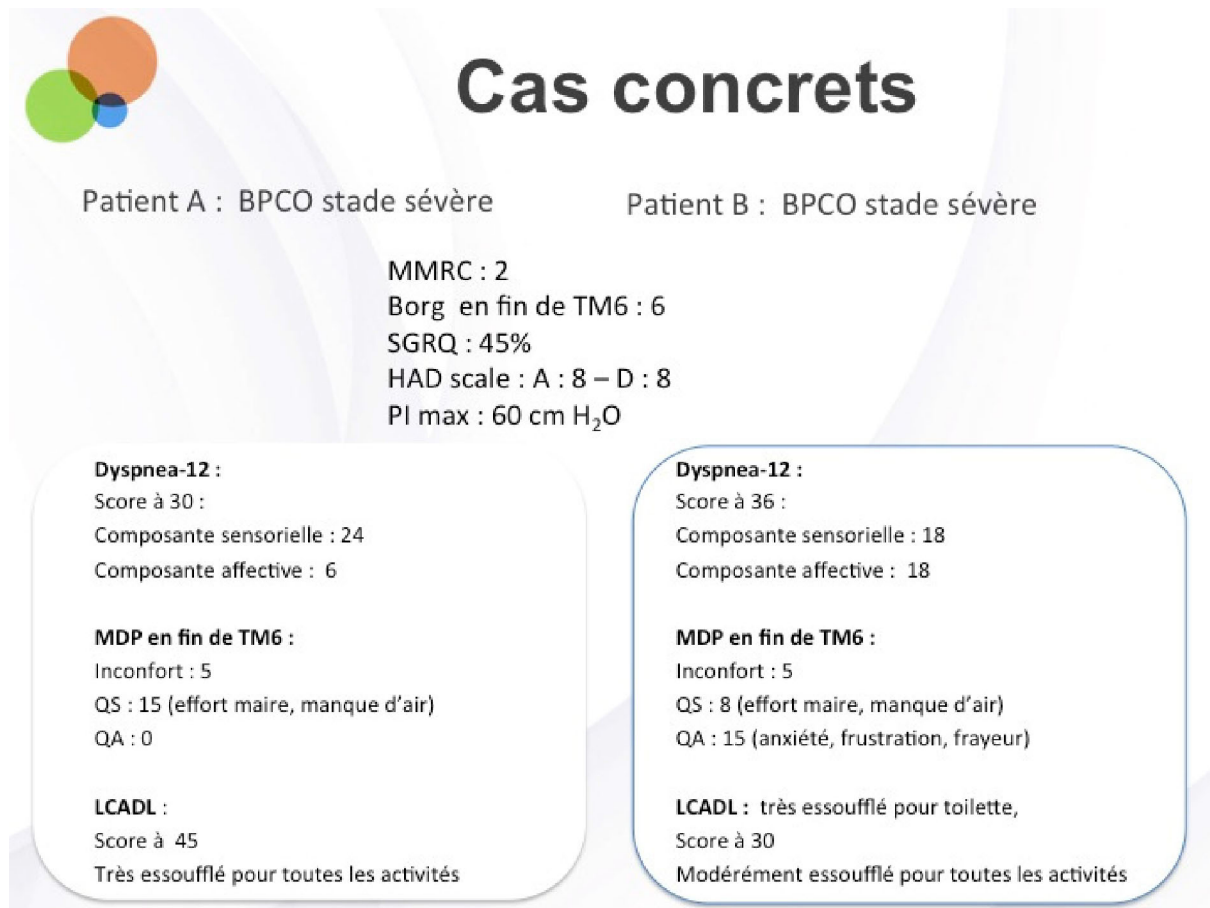 Cas concrets
Patient A : BPCO stade sévère
Patient B : BPCO stade sévère
MMRC : 2
Borg en fin de TM6 : 6
SGRQ : 45%
HAD scale : A : 8 – D : 8
PI max : 60 cm H₂O
Dyspnea-12 :
Score à 30 :
Composante sensorielle : 24
Composante affective : 6
MDP en fin de TM6 :
Inconfort : 5
QS : 15 (effort maire, manque d'air)
QA : 0
LCADL :
Score à 45
Très essoufflé pour toutes les activités
Dyspnea-12 :
Score à 36 :
Composante sensorielle : 18
Composante affective : 18
MDP en fin de TM6 :
Inconfort : 5
QS : 8 (effort maire, manque d'air)
QA : 15 (anxiété, frustration, frayeur)
LCADL : très essoufflé pour toilette,
Score à 30
Modérément essoufflé pour toutes les activités